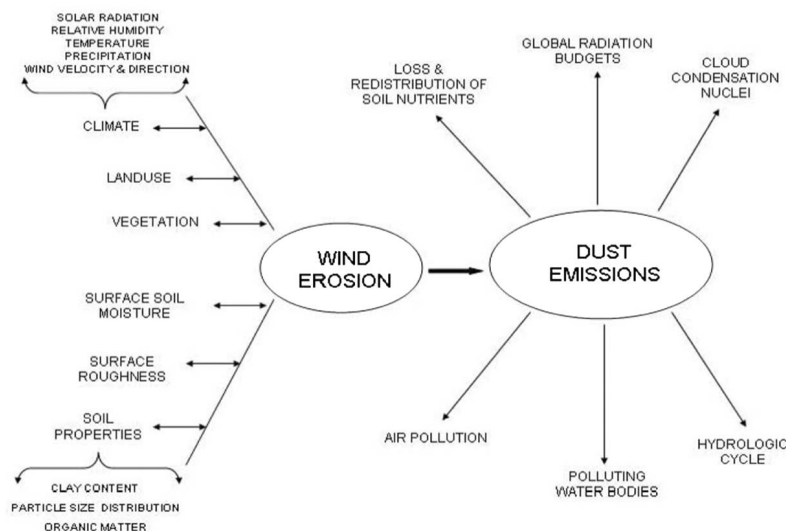 SOLAR RADIATION
RELATIVE HUMIDITY
TEMPERATURE
PRECIPITATION
WIND VELOCITY & DIRECTION
CLIMATE
LANDUSE
VEGETATION
SURFACE SOIL
MOISTURE
SURFACE
ROUGHNESS
SOIL
PROPERTIES
CLAY CONTENT
PARTICLE SIZE DISTRIBUTION
ORGANIC MATTER
WIND
EROSION
LOSS &
REDISTRIBUTION OF
SOIL NUTRIENTS
GLOBAL RADIATION
BUDGETS
CLOUD
CONDENSATION
NUCLEI
DUST
EMISSIONS
AIR POLLUTION
POLLUTING
WATER BODIES
HYDROLOGIC
CYCLE